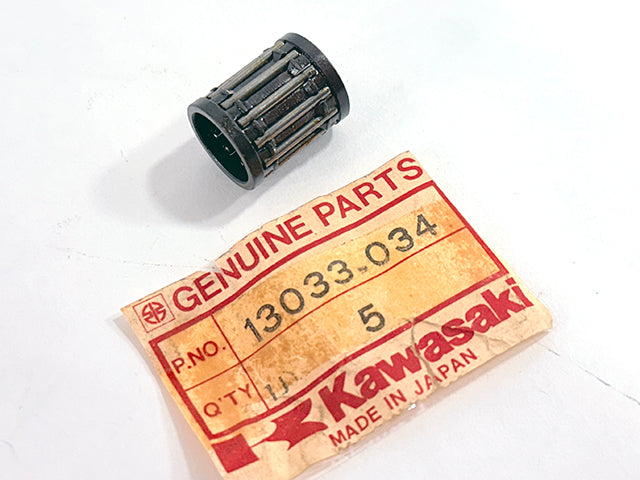 GENUINE PARTS
P.NO. 13033-034
5
Q'TY
Kawasaki
MADE IN JAPAN